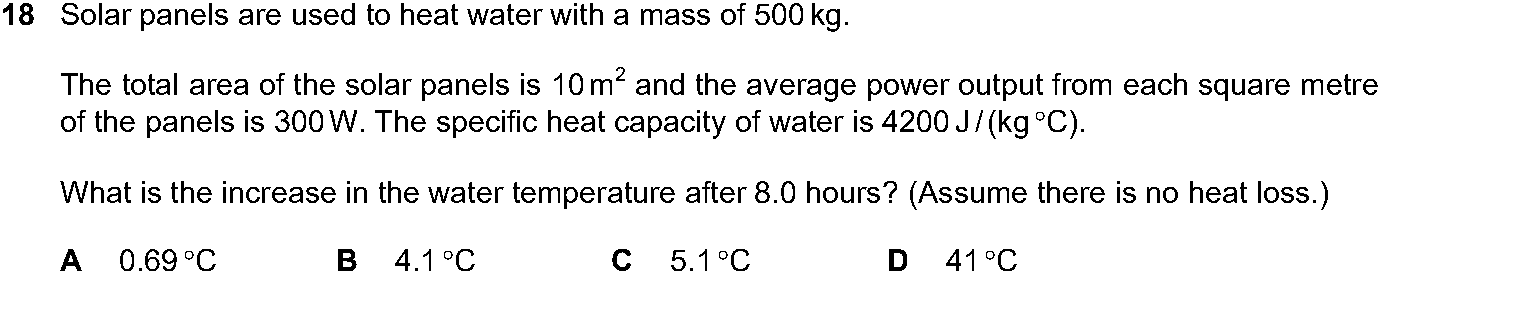 18 Solar panels are used to heat water with a mass of 500 kg.
The total area of the solar panels is 10 m² and the average power output from each square metre
of the panels is 300 W. The specific heat capacity of water is 4200 J / (kg °C).
What is the increase in the water temperature after 8.0 hours? (Assume there is no heat loss.)
A 0.69 °C B 4.1 °C C 5.1 °C D 41 °C